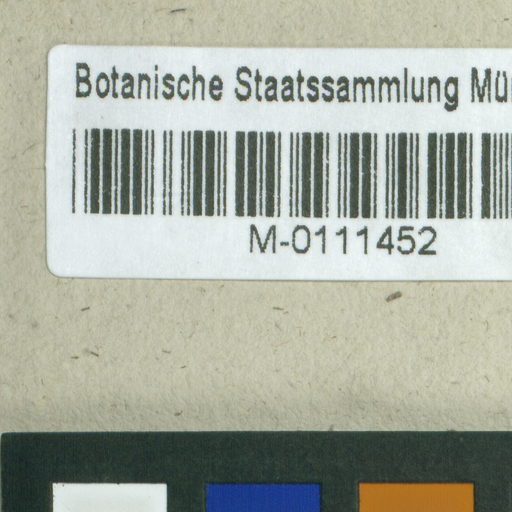 Botanische Staatssammlung Mü
M-0111452